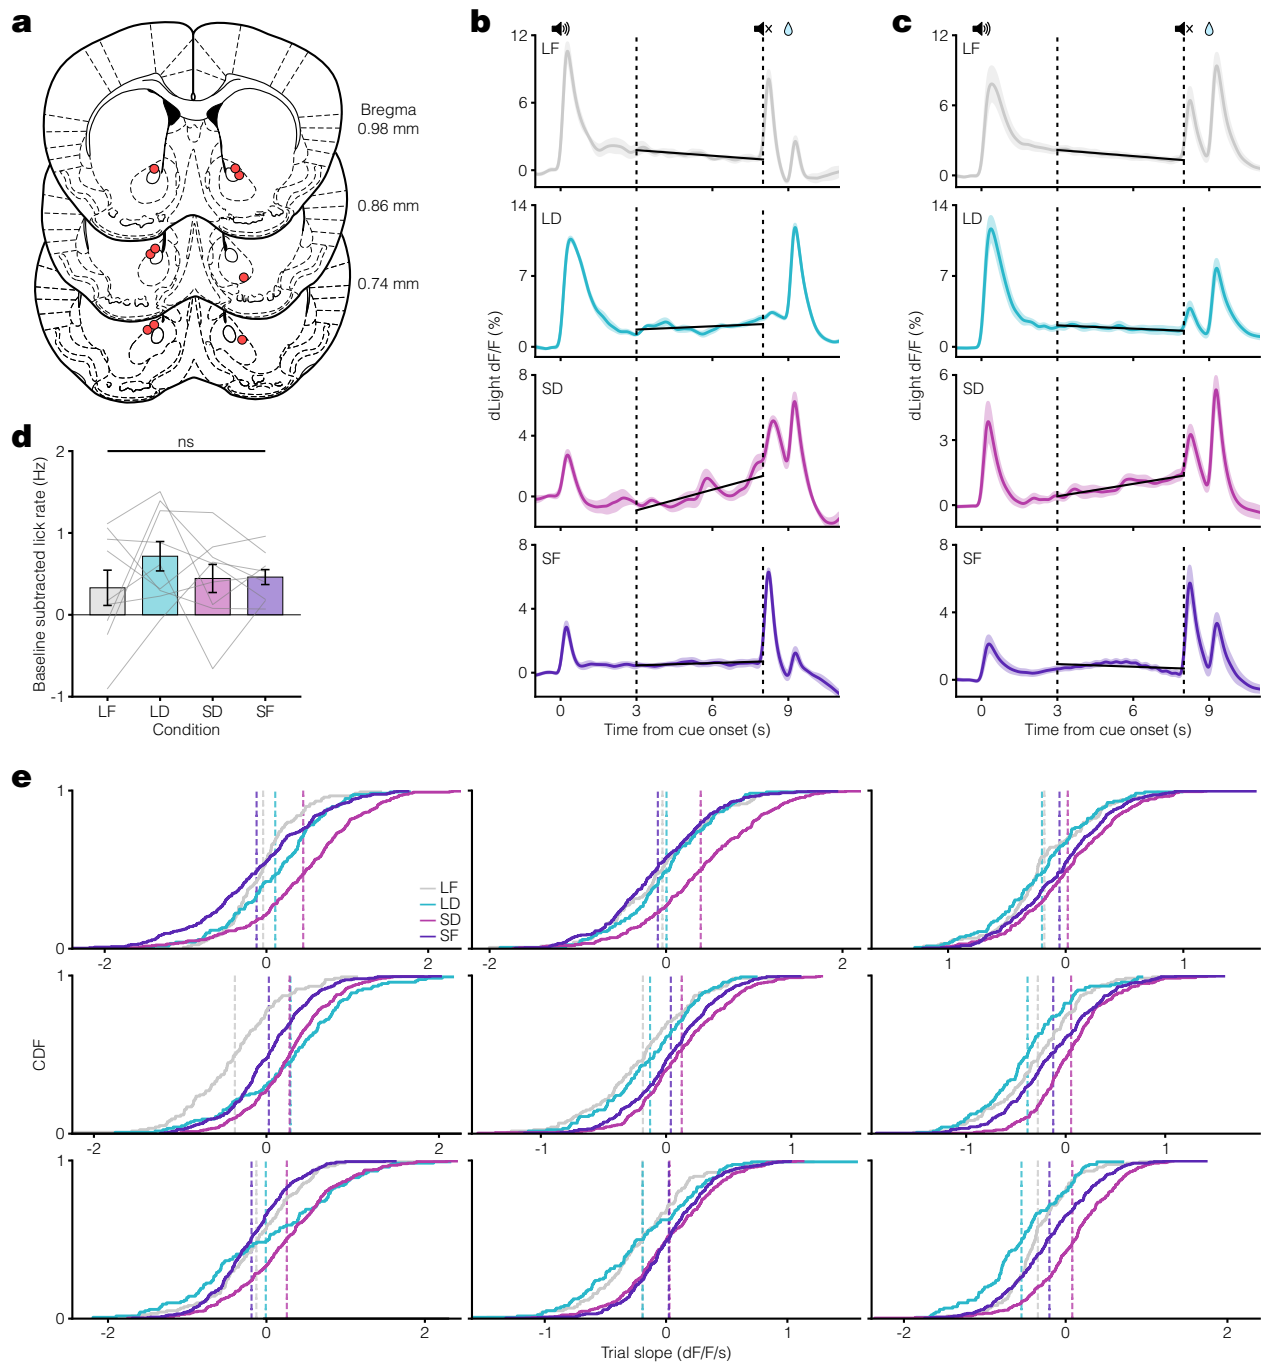 a
Bregma
0.98 mm
0.86 mm
0.74 mm
b
12
6
0
LF
14
7
0
LD
8
4
0
SD
8
4
0
SF
dLight dF/F (%)
0 3 6 9
Time from cue onset (s)
c
12
6
0
LF
14
7
0
LD
6
3
0
SD
8
4
0
SF
dLight dF/F (%)
0 3 6 9
Time from cue onset (s)
d
ns
2
1
0
-1
Baseline subtracted lick rate (Hz)
LF LD SD SF
Condition
e
1
0
LF
LD
SD
SF
-2 0 2
-2 0 2
1 0 1
1
0
CDF
-2 0 2
-1 0 1
-1 0 1
1
0
-2 0 2
-1 0 1
-2 0 2
Trial slope (dF/F/s)